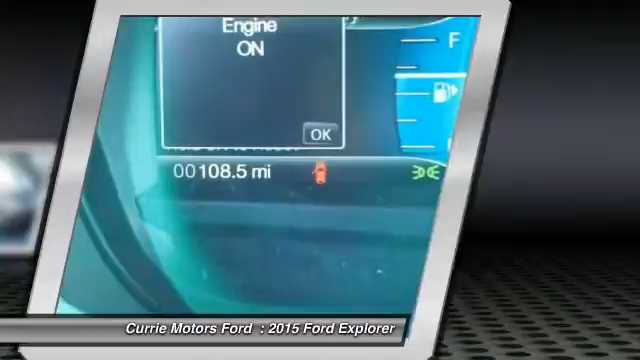 Engine
ON
F
OK
00108.5 mi
Currie Motors Ford : 2015 Ford Explorer